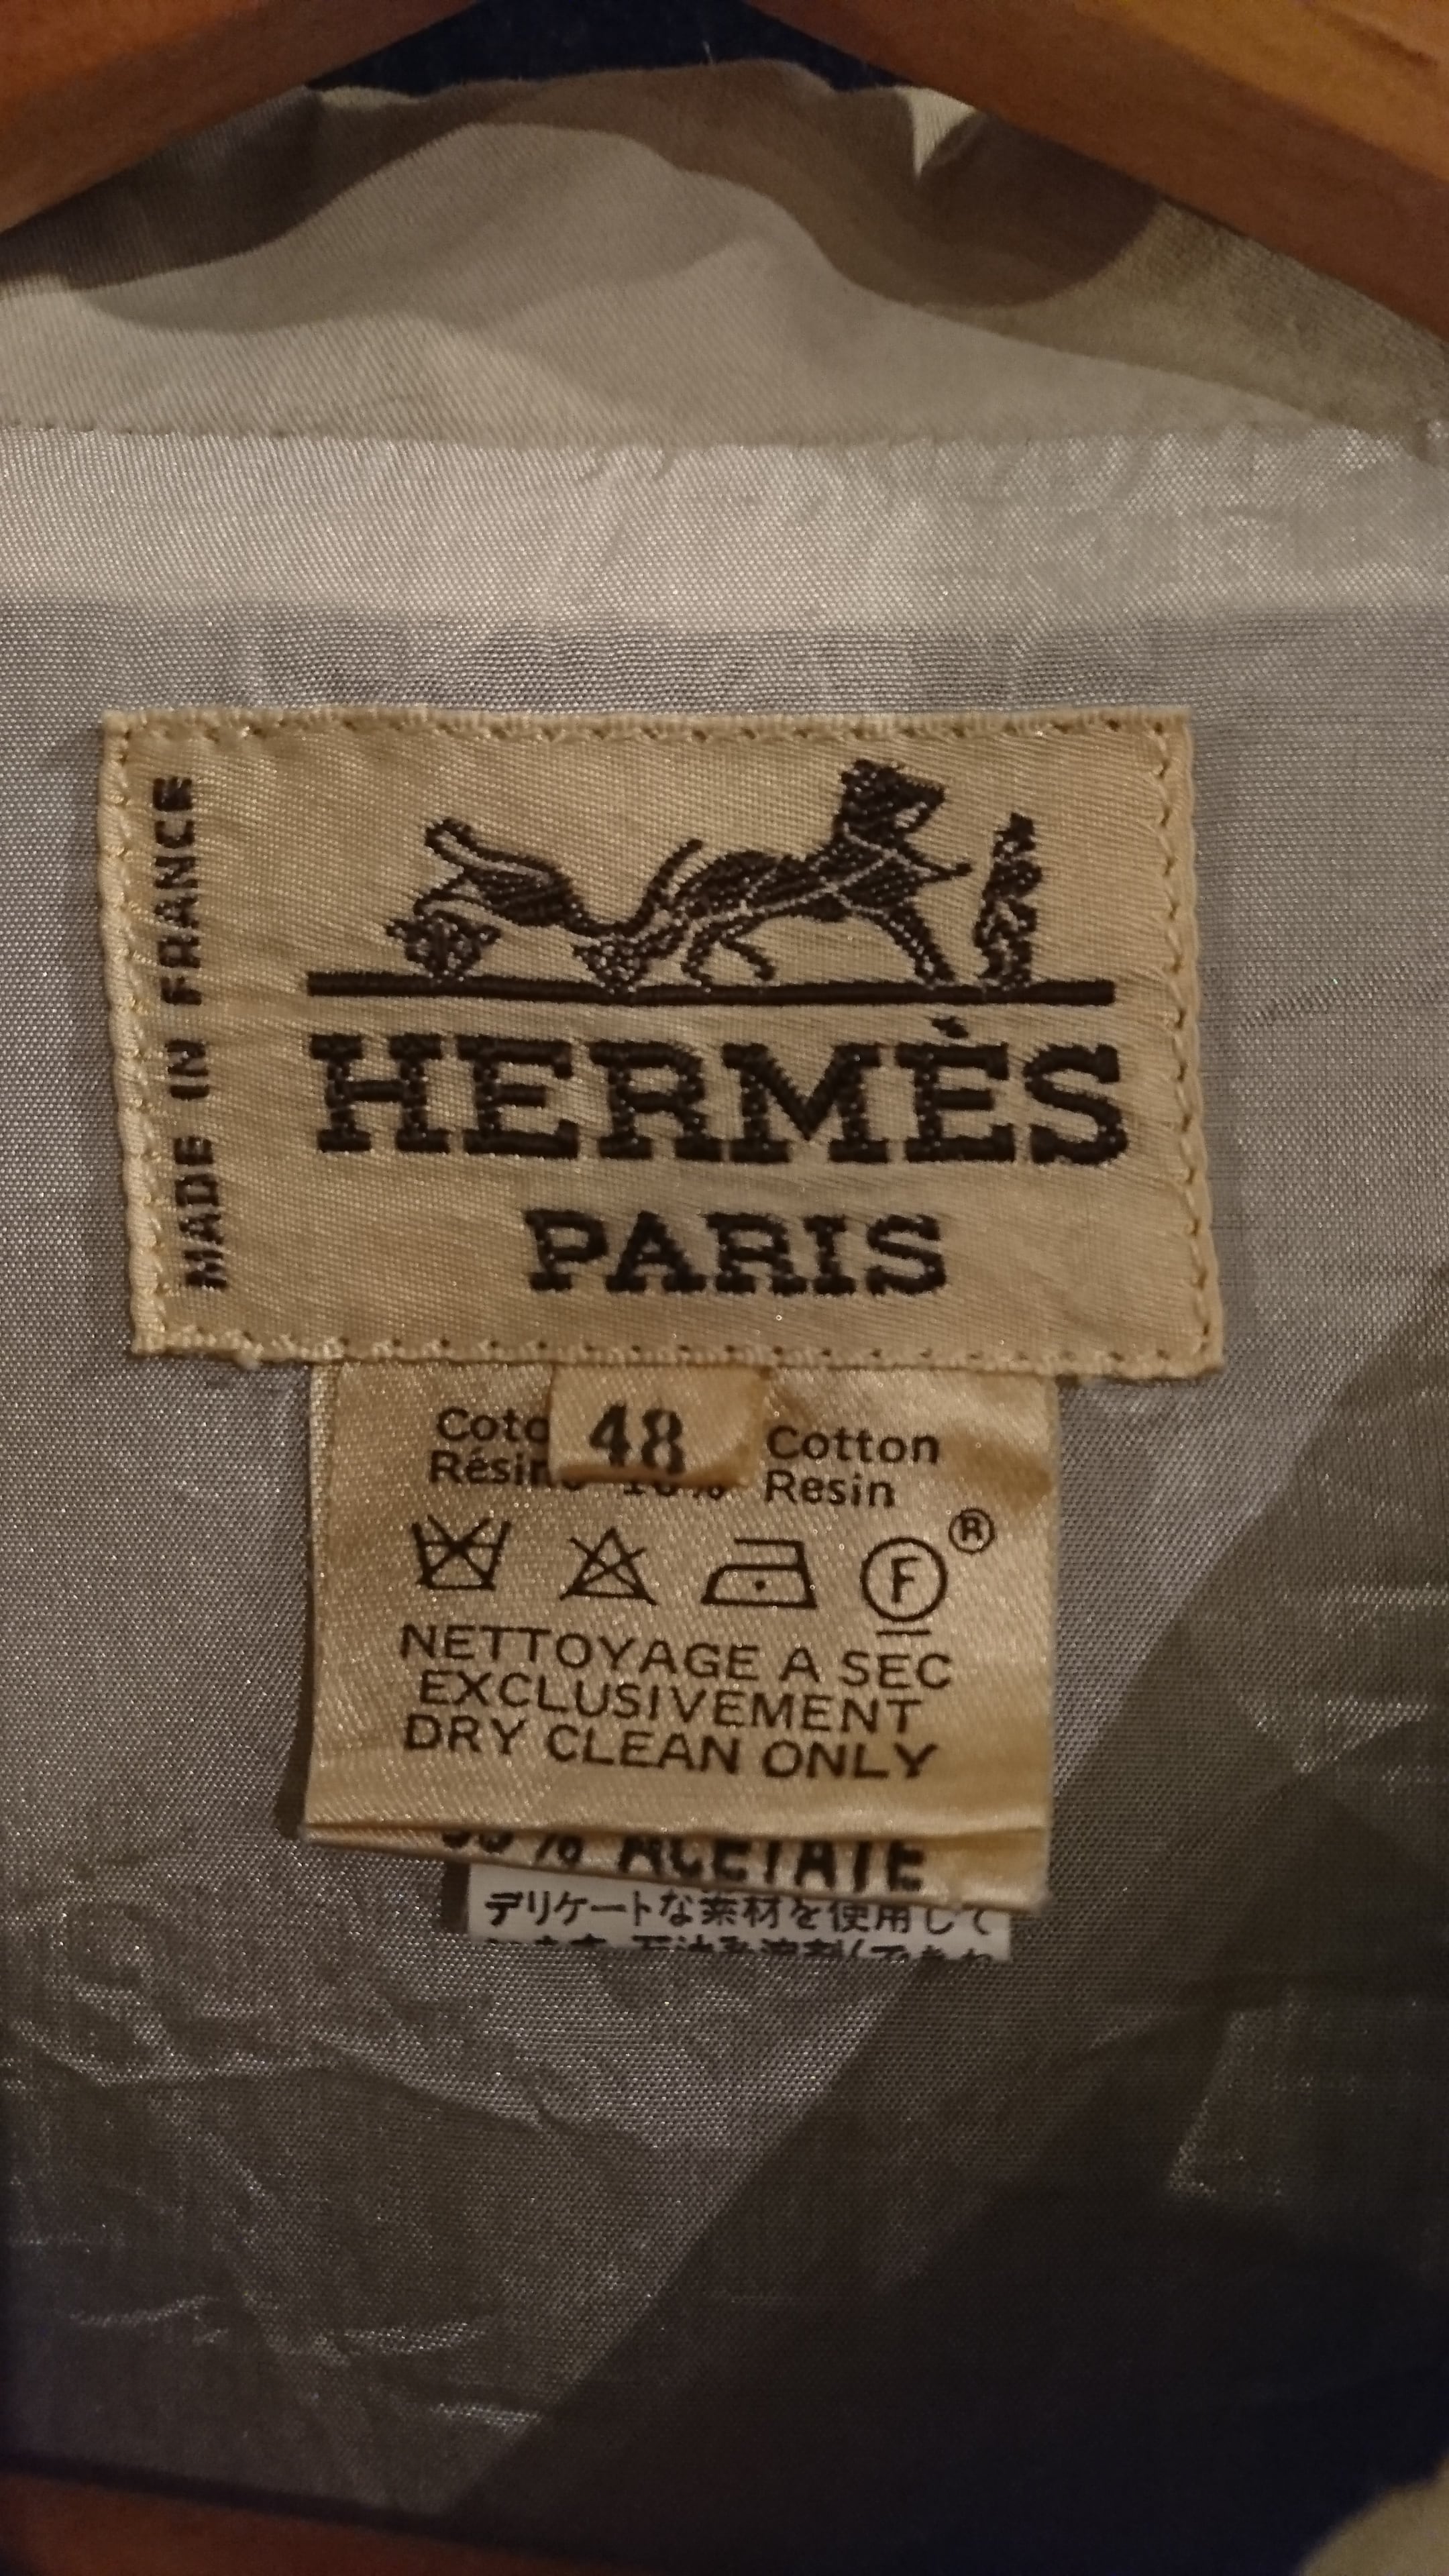 MADE IN FRANCE
HERMÈS
PARIS
48
Cotton
Resin
®
F
NETTOYAGE A SEC
EXCLUSIVEMENT
DRY CLEAN ONLY
% ACETATE
デリケートな素材を使用して